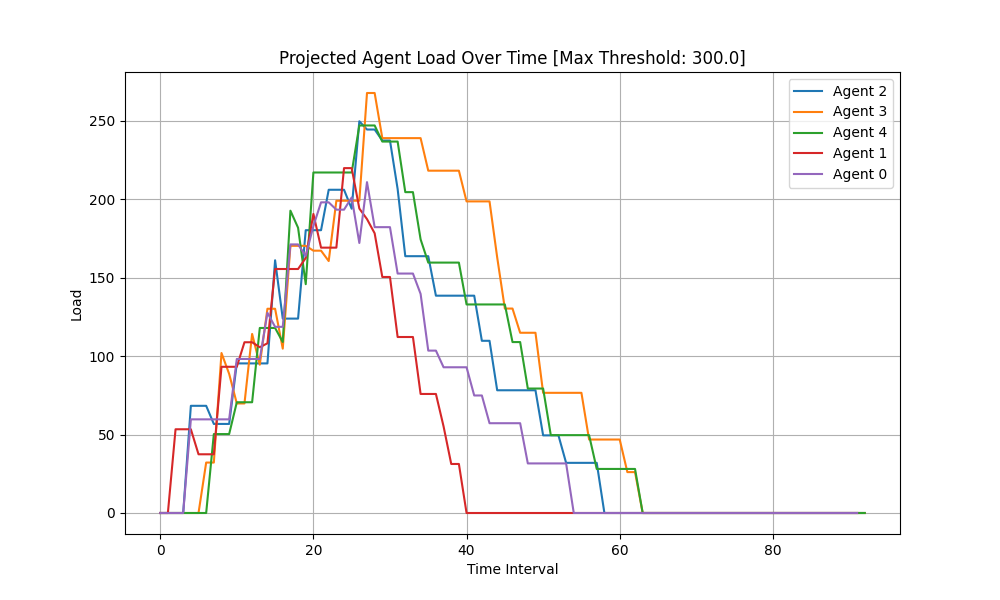 Projected Agent Load Over Time [Max Threshold: 300.0]
Agent 2
Agent 3
Agent 4
Agent 1
Agent 0
Load
250
200
150
100
50
0
0 20 40 60 80
Time Interval